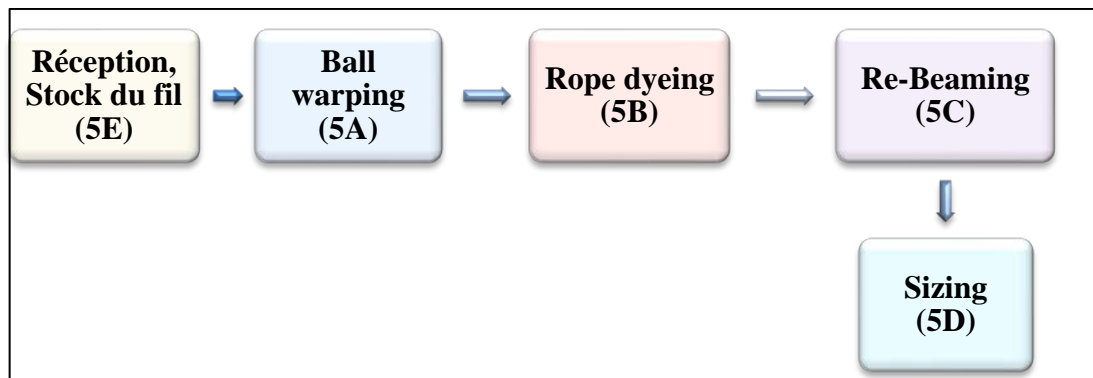 Réception,
Stock du fil
(5E)
Ball
warping
(5A)
Rope dyeing
(5B)
Re-Beaming
(5C)
Sizing
(5D)